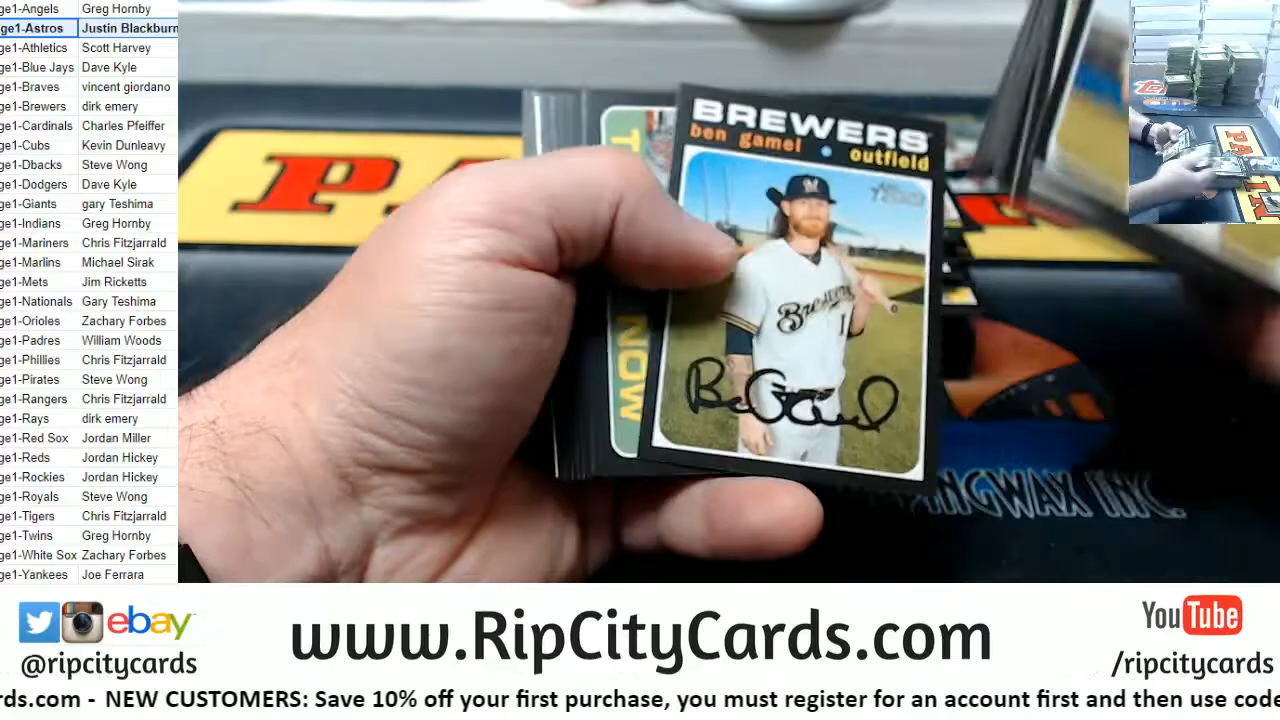 ge1-Angels Greg Hornby
ge1-Astros Justin Blackburn
ge1-Athletics Scott Harvey
ge1-Blue Jays Dave Kyle
ge1-Braves vincent giordano
ge1-Brewers dirk emery
ge1-Cardinals Charles Pfeiffer
ge1-Cubs Kevin Dunleavy
ge1-Dbacks Steve Wong
ge1-Dodgers Dave Kyle
ge1-Giants gary Teshima
ge1-Indians Greg Hornby
ge1-Mariners Chris Fitzjarrald
ge1-Marlins Michael Sirak
ge1-Mets Jim Ricketts
ge1-Nationals Gary Teshima
ge1-Orioles Zachary Forbes
ge1-Padres William Woods
ge1-Phillies Chris Fitzjarrald
ge1-Pirates Steve Wong
ge1-Rangers Chris Fitzjarrald
ge1-Rays dirk emery
ge1-Red Sox Jordan Miller
ge1-Reds Jordan Hickey
ge1-Rockies Jordan Hickey
ge1-Royals Steve Wong
ge1-Tigers Chris Fitzjarrald
ge1-Twins Greg Hornby
ge1-White Sox Zachary Forbes
ge1-Yankees Joe Ferrara
BREWERS
ben gamel • outfield
Heritage
Brewers
NOW
PA
INGWAX INC.
ebay
@ripcitycards
www.RipCityCards.com
YouTube
/ripcitycards
rds.com - NEW CUSTOMERS: Save 10% off your first purchase, you must register for an account first and then use code